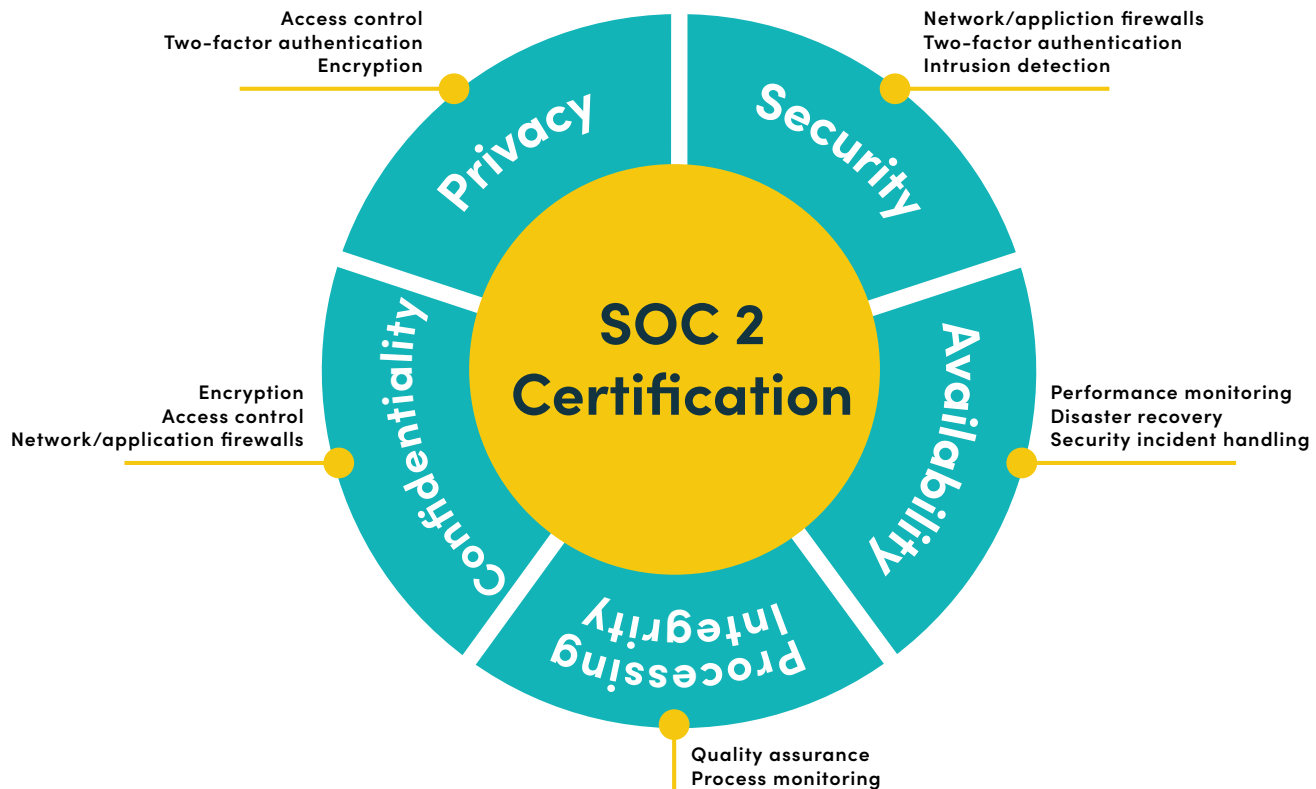 Access control
Two-factor authentication
Encryption
Network/appliction firewalls
Two-factor authentication
Intrusion detection
Privacy
Security
SOC 2
Certification
Confidentiality
Availability
Encryption
Access control
Network/application firewalls
Performance monitoring
Disaster recovery
Security incident handling
Processing
Integrity
Quality assurance
Process monitoring